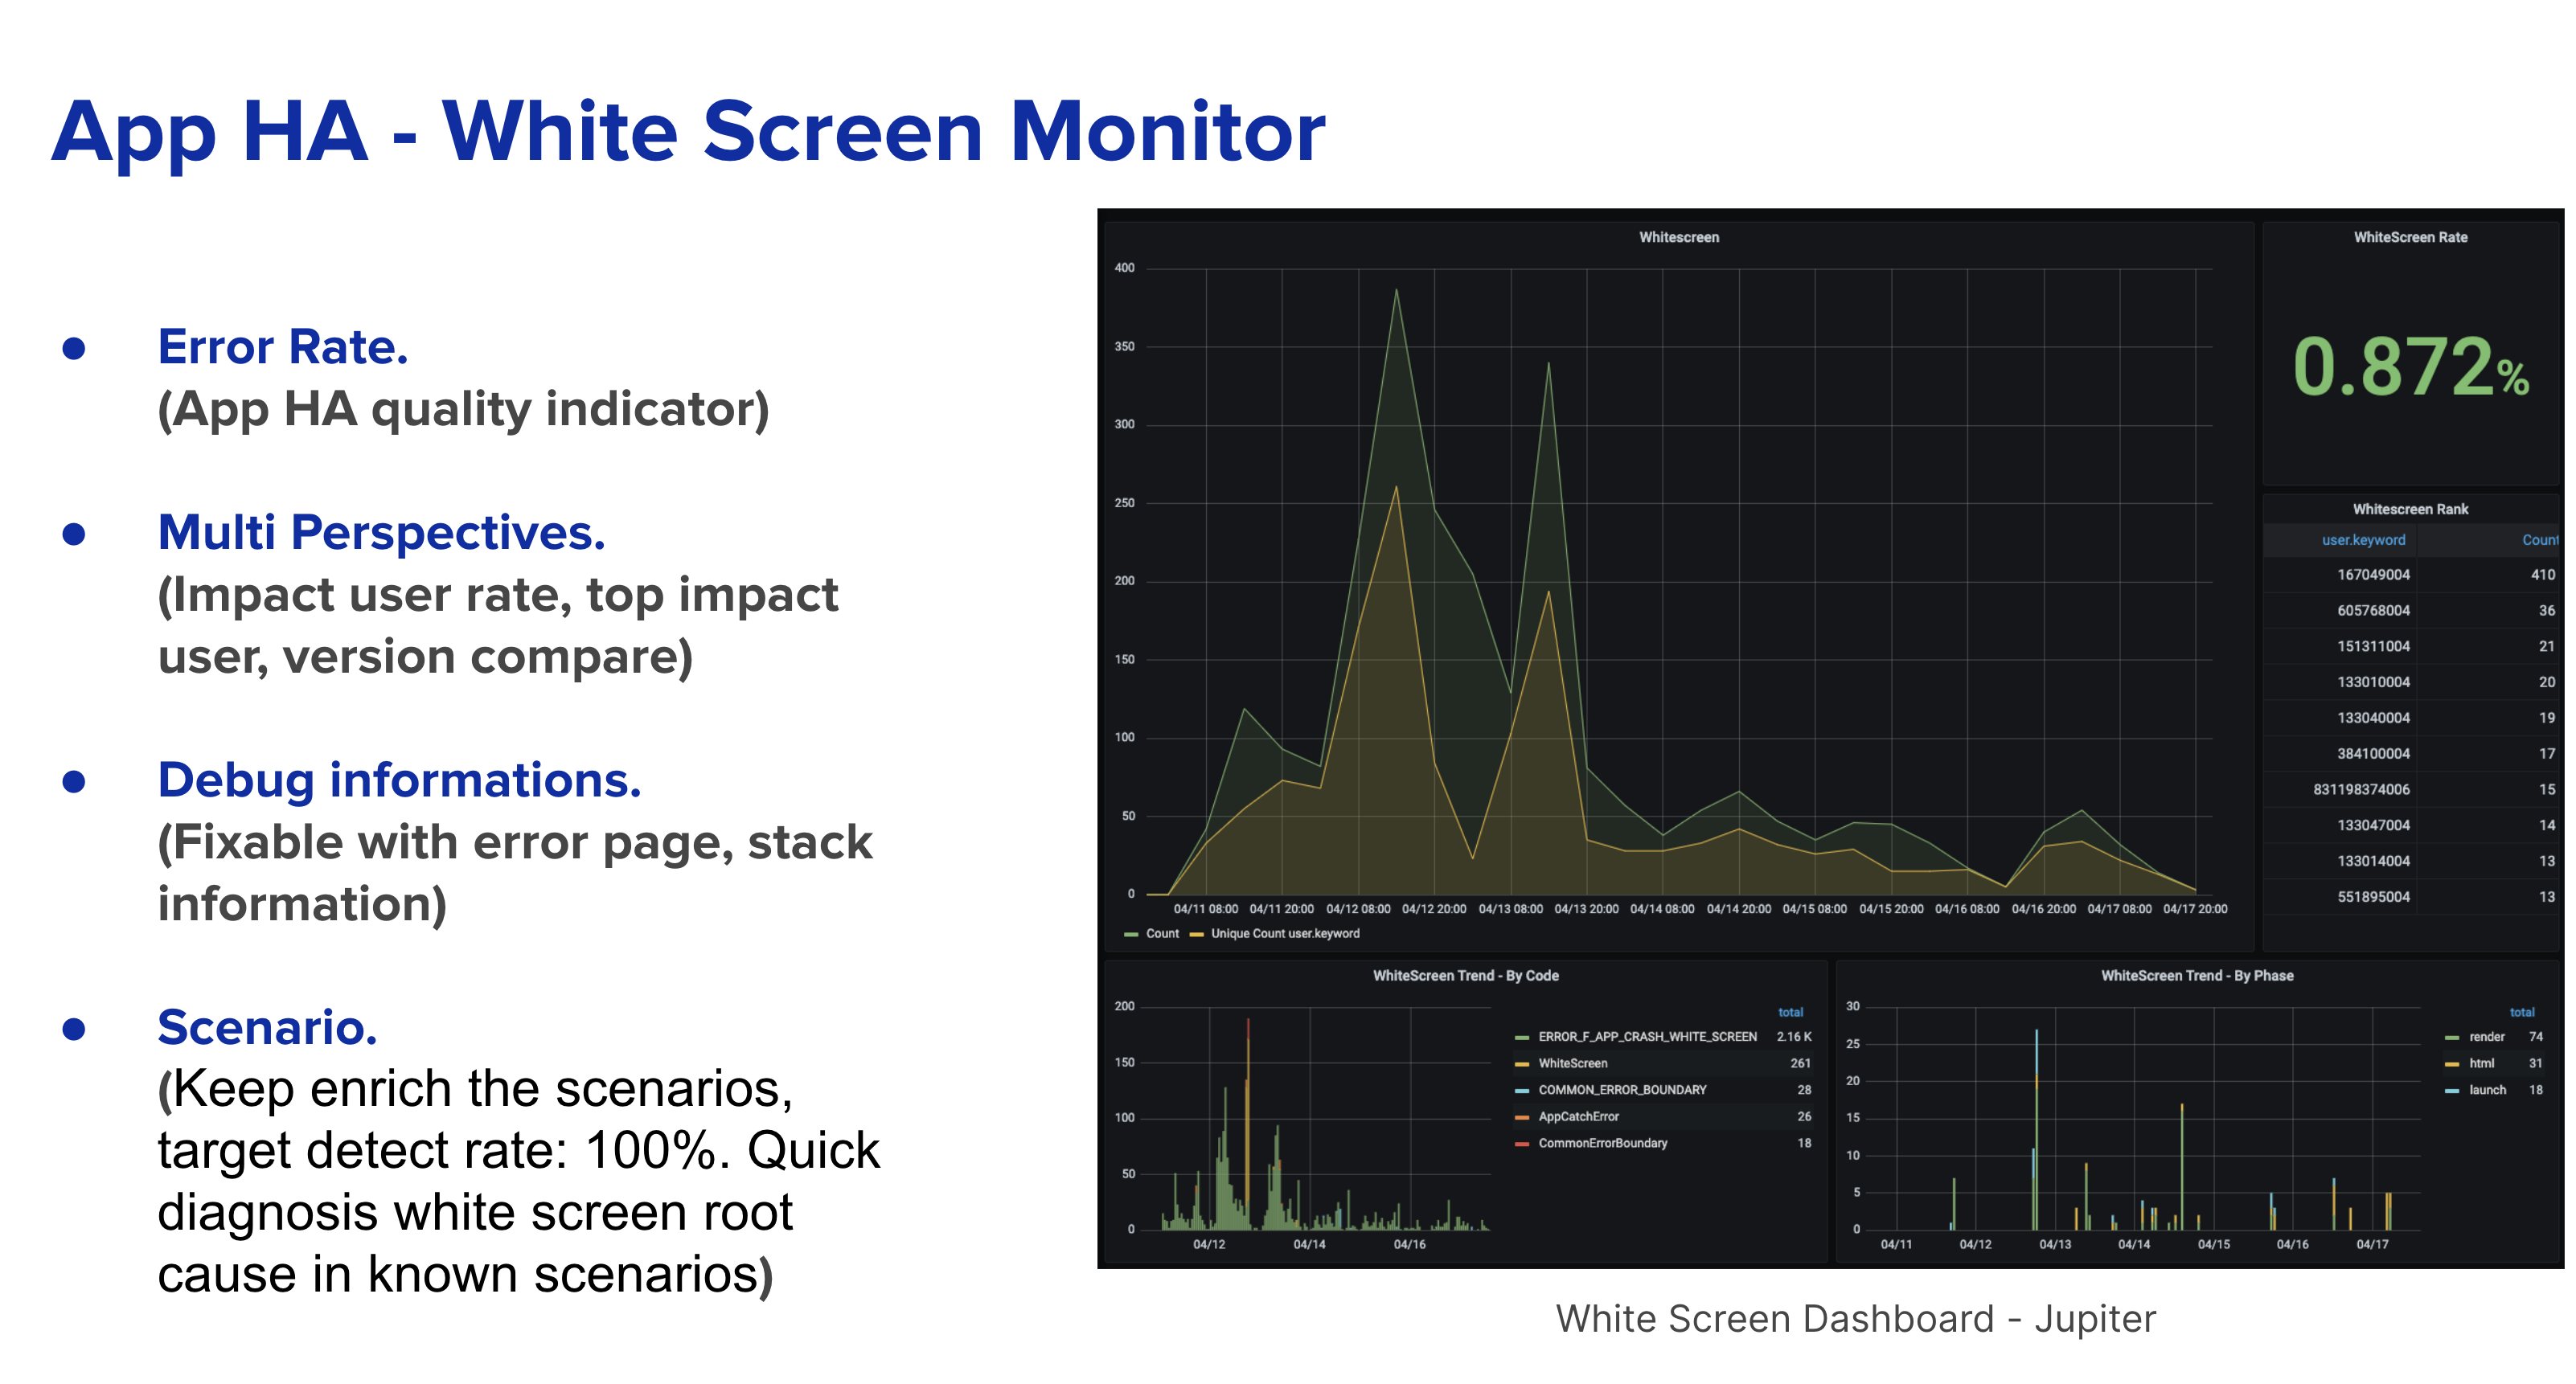 App HA - White Screen Monitor
● Error Rate.
(App HA quality indicator)
● Multi Perspectives.
(Impact user rate, top impact
user, version compare)
● Debug informations.
(Fixable with error page, stack
information)
● Scenario.
(Keep enrich the scenarios,
target detect rate: 100%. Quick
diagnosis white screen root
cause in known scenarios)
Whitescreen
400
350
300
250
200
150
100
50
0
04/11 08:00 04/11 20:00 04/12 08:00 04/12 20:00 04/13 08:00 04/13 20:00 04/14 08:00 04/14 20:00 04/15 08:00 04/15 20:00 04/16 08:00 04/16 20:00 04/17 08:00 04/17 20:00
Count Unique Count user.keyword
WhiteScreen Rate
0.872%
Whitescreen Rank
user.keyword Count
167049004 410
605768004 36
151311004 21
133010004 20
133040004 19
384100004 17
831198374006 15
133047004 14
133014004 13
551895004 13
WhiteScreen Trend - By Code
200
150
100
50
0
04/12 04/14 04/16
total
ERROR_F_APP_CRASH_WHITE_SCREEN 2.16 K
WhiteScreen 261
COMMON_ERROR_BOUNDARY 28
AppCatchError 26
CommonErrorBoundary 18
WhiteScreen Trend - By Phase
30
25
20
15
10
5
0
04/11 04/12 04/13 04/14 04/15 04/16 04/17
total
render 74
html 31
launch 18
White Screen Dashboard - Jupiter